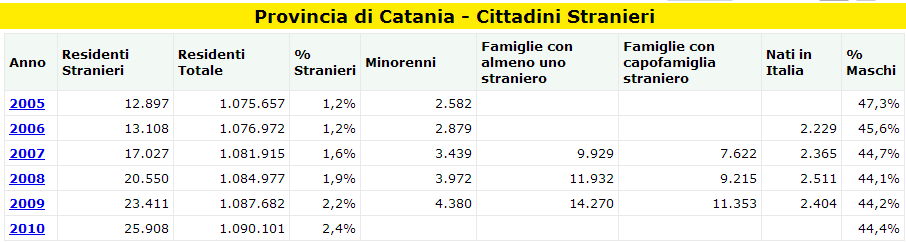 Provincia di Catania - Cittadini Stranieri
Anno Residenti Stranieri Residenti Totale % Stranieri Minorenni Famiglie con almeno uno straniero Famiglie con capofamiglia straniero Nati in Italia % Maschi
2005 12.897 1.075.657 1,2% 2.582 47,3%
2006 13.108 1.076.972 1,2% 2.879 2.229 45,6%
2007 17.027 1.081.915 1,6% 3.439 9.929 7.622 2.365 44,7%
2008 20.550 1.084.977 1,9% 3.972 11.932 9.215 2.511 44,1%
2009 23.411 1.087.682 2,2% 4.380 14.270 11.353 2.404 44,2%
2010 25.908 1.090.101 2,4% 44,4%